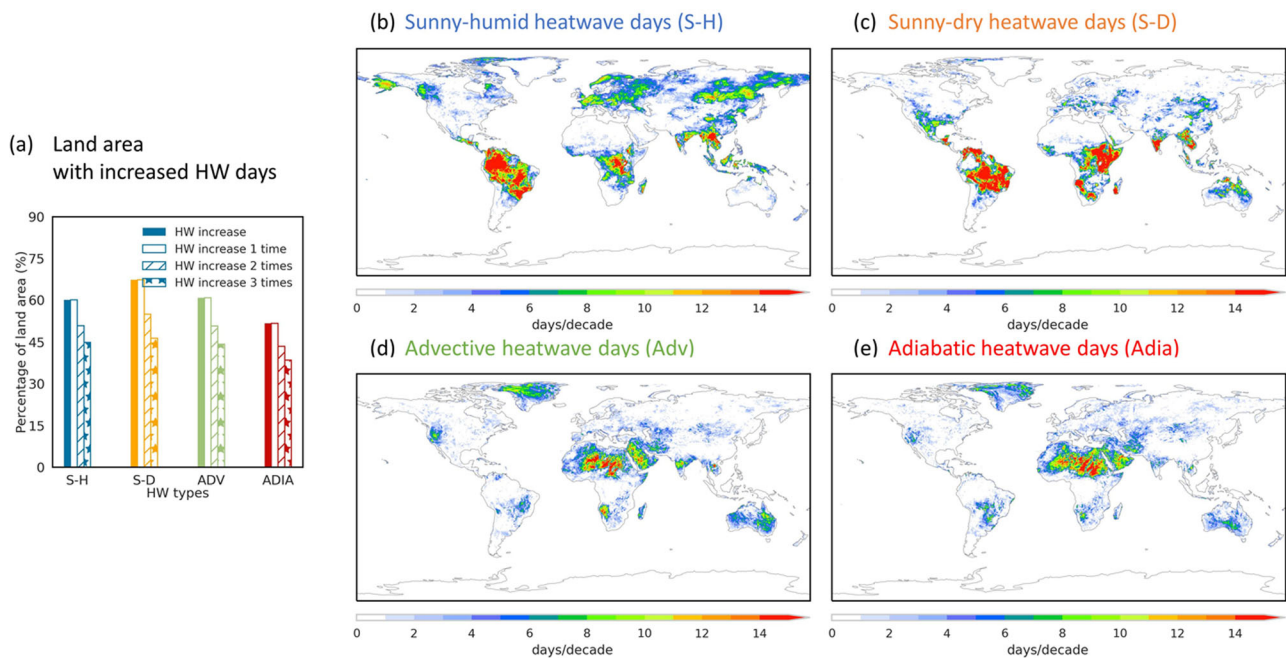 (a) Land area
with increased HW days
Percentage of land area (%)
90
75
60
45
30
15
0
HW increase
HW increase 1 time
HW increase 2 times
HW increase 3 times
S-H S-D ADV ADIA
HW types
(b) Sunny-humid heatwave days (S-H)
0 2 4 6 8 10 12 14
days/decade
(c) Sunny-dry heatwave days (S-D)
0 2 4 6 8 10 12 14
days/decade
(d) Advective heatwave days (Adv)
0 2 4 6 8 10 12 14
days/decade
(e) Adiabatic heatwave days (Adia)
0 2 4 6 8 10 12 14
days/decade